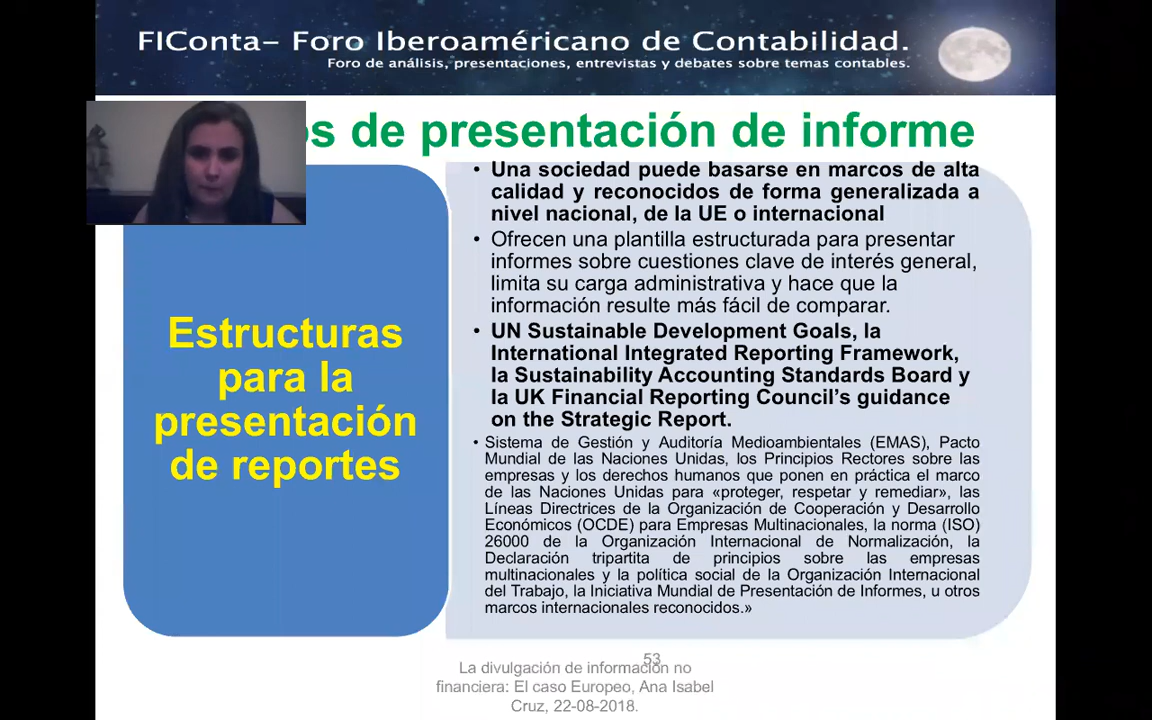 FIConta– Foro Iberoaméricano de Contabilidad.
Foro de análisis, presentaciones, entrevistas y debates sobre temas contables.
de presentación de informe
Estructuras
para la
presentación
de reportes
• Una sociedad puede basarse en marcos de alta
calidad y reconocidos de forma generalizada a
nivel nacional, de la UE o internacional
• Ofrecen una plantilla estructurada para presentar
informes sobre cuestiones clave de interés general,
limita su carga administrativa y hace que la
información resulte más fácil de comparar.
• UN Sustainable Development Goals, la
International Integrated Reporting Framework,
la Sustainability Accounting Standards Board y
la UK Financial Reporting Council’s guidance
on the Strategic Report.
• Sistema de Gestión y Auditoría Medioambientales (EMAS), Pacto
Mundial de las Naciones Unidas, los Principios Rectores sobre las
empresas y los derechos humanos que ponen en práctica el marco
de las Naciones Unidas para «proteger, respetar y remediar», las
Líneas Directrices de la Organización de Cooperación y Desarrollo
Económicos (OCDE) para Empresas Multinacionales, la norma (ISO)
26000 de la Organización Internacional de Normalización, la
Declaración tripartita de principios sobre las empresas
multinacionales y la política social de la Organización Internacional
del Trabajo, la Iniciativa Mundial de Presentación de Informes, u otros
marcos internacionales reconocidos.»
53
La divulgación de información no
financiera: El caso Europeo, Ana Isabel
Cruz, 22-08-2018.